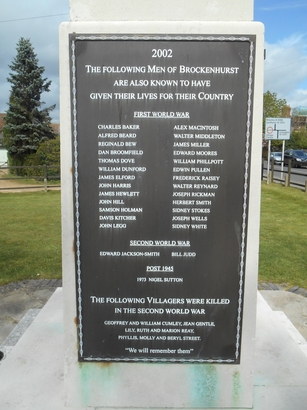 2002
THE FOLLOWING MEN OF BROCKENHURST
ARE ALSO KNOWN TO HAVE
GIVEN THEIR LIVES FOR THEIR COUNTRY
FIRST WORLD WAR
CHARLES BAKER ALEX MACINTOSH
ALFRED BEARD WALTER MIDDLETON
REGINALD BEW JAMES MILLER
DAN BROOMFIELD EDWARD MOORES
THOMAS DOVE WILLIAM PHILLPOTT
WILLIAM DUNFORD EDWIN PULLEN
JAMES ELFORD FREDERICK RAISEY
JOHN HARRIS WALTER REYNARD
JAMES HEWLETT JOSEPH RICKMAN
JOHN HILL HERBERT SMITH
SAMSON HOLMAN SIDNEY STOKES
DAVIS KITCHER JOSEPH WELLS
JOHN LEGG SIDNEY WHITE
SECOND WORLD WAR
EDWARD JACKSON-SMITH BILL JUDD
POST 1945
1973 NIGEL SUTTON
THE FOLLOWING VILLAGERS WERE KILLED
IN THE SECOND WORLD WAR
GEOFFREY AND WILLIAM CUMLEY, JEAN GENTLE,
LILY, RUTH AND MARION REAY,
PHYLLIS, MOLLY AND BERYL STREET.
"We will remember them"